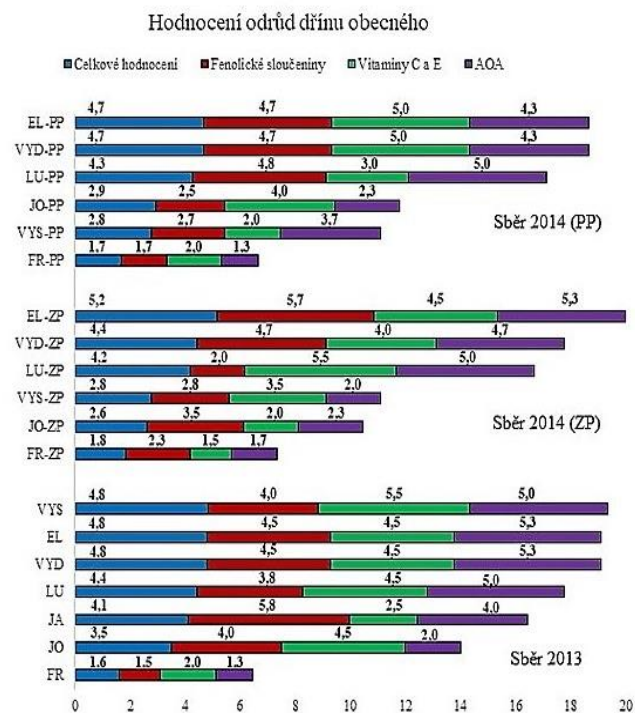 Hodnocení odrůd dřínu obecného
Celkové hodnocení Fenolické sloučeniny Vitaminy C a E AOA
4,7 4,7 5,0 4,3
EL-PP
4,7 4,7 5,0 4,3
VYD-PP
4,3 4,8 3,0 5,0
LU-PP
2,9 2,5 4,0 2,3
JO-PP
2,8 2,7 2,0 3,7
VYS-PP
Sběr 2014 (PP)
1,7 1,7 2,0 1,3
FR-PP
5,2 5,7 4,5 5,3
EL-ZP
4,4 4,7 4,0 4,7
VYD-ZP
4,2 2,0 5,5 5,0
LU-ZP
2,8 2,8 3,5 2,0
VYS-ZP
Sběr 2014 (ZP)
2,6 3,5 2,0 2,3
JO-ZP
1,8 2,3 1,5 1,7
FR-ZP
4,8 4,0 5,5 5,0
VYS
4,8 4,5 4,5 5,3
EL
4,8 4,5 4,5 5,3
VYD
4,4 3,8 4,5 5,0
LU
4,1 5,8 2,5 4,0
JA
3,5 4,0 4,5 2,0
JO
Sběr 2013
1,6 1,5 2,0 1,3
FR
0 2 4 6 8 10 12 14 16 18 20